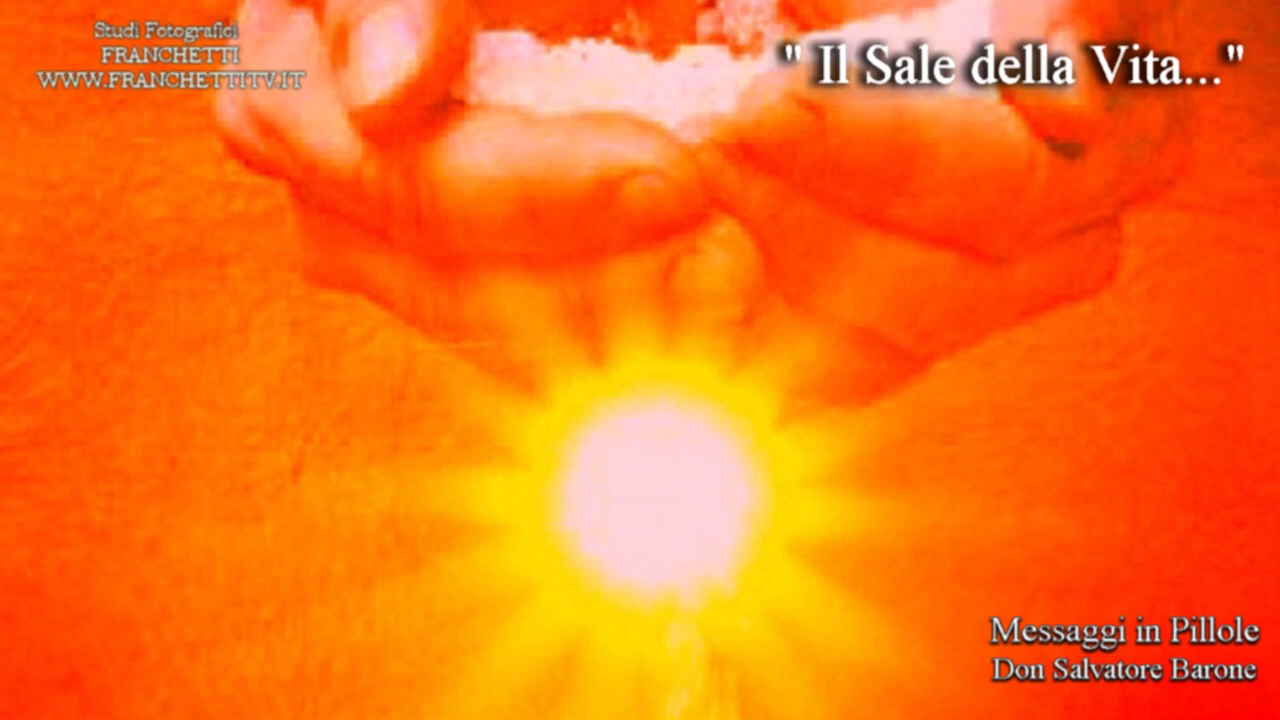 Studi Fotografici
FRANCHETTI
WWW.FRANCHETTITV.IT
" Il Sale della Vita..."
Messaggi in Pillole
Don Salvatore Barone